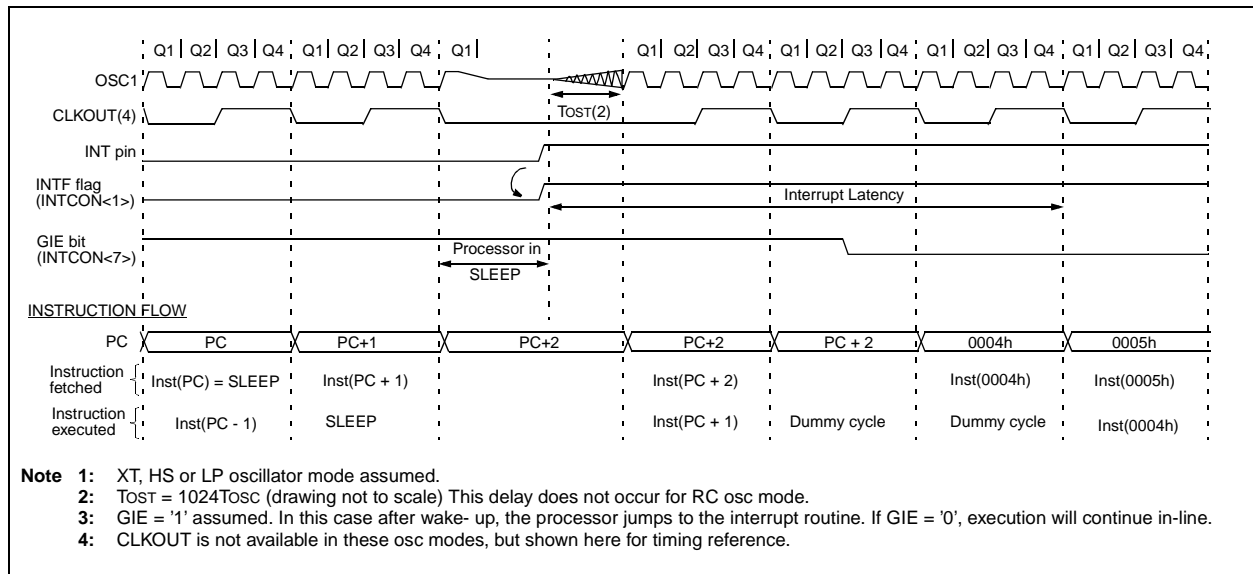 Q1 Q2 Q3 Q4 Q1 Q2 Q3 Q4 Q1 Q1 Q2 Q3 Q4 Q1 Q2 Q3 Q4 Q1 Q2 Q3 Q4 Q1 Q2 Q3 Q4
OSC1
CLKOUT(4)
TOST(2)
INT pin
INTF flag
(INTCON<1>)
Interrupt Latency
GIE bit
(INTCON<7>)
Processor in
SLEEP
INSTRUCTION FLOW
PC PC PC+1 PC+2 PC+2 PC + 2 0004h 0005h
Instruction
fetched
Inst(PC) = SLEEP Inst(PC + 1) Inst(PC + 2) Inst(0004h) Inst(0005h)
Instruction
executed
Inst(PC - 1) SLEEP Inst(PC + 1) Dummy cycle Dummy cycle Inst(0004h)
Note 1: XT, HS or LP oscillator mode assumed.
2: TOST = 1024TOSC (drawing not to scale) This delay does not occur for RC osc mode.
3: GIE = '1' assumed. In this case after wake- up, the processor jumps to the interrupt routine. If GIE = '0', execution will continue in-line.
4: CLKOUT is not available in these osc modes, but shown here for timing reference.